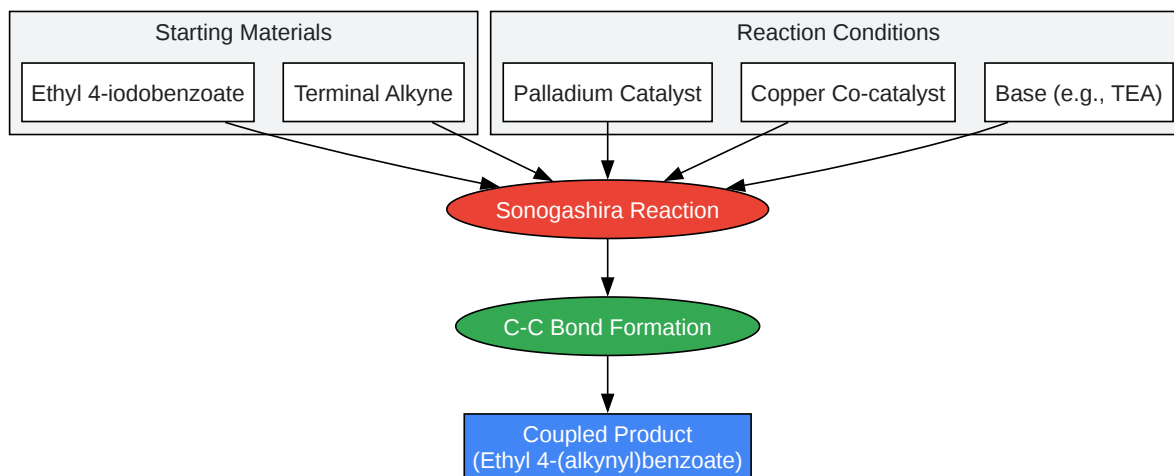 Starting Materials
Reaction Conditions
Ethyl 4-iodobenzoate
Terminal Alkyne
Palladium Catalyst
Copper Co-catalyst
Base (e.g., TEA)
Sonogashira Reaction
C-C Bond Formation
Coupled Product
(Ethyl 4-(alkynyl)benzoate)